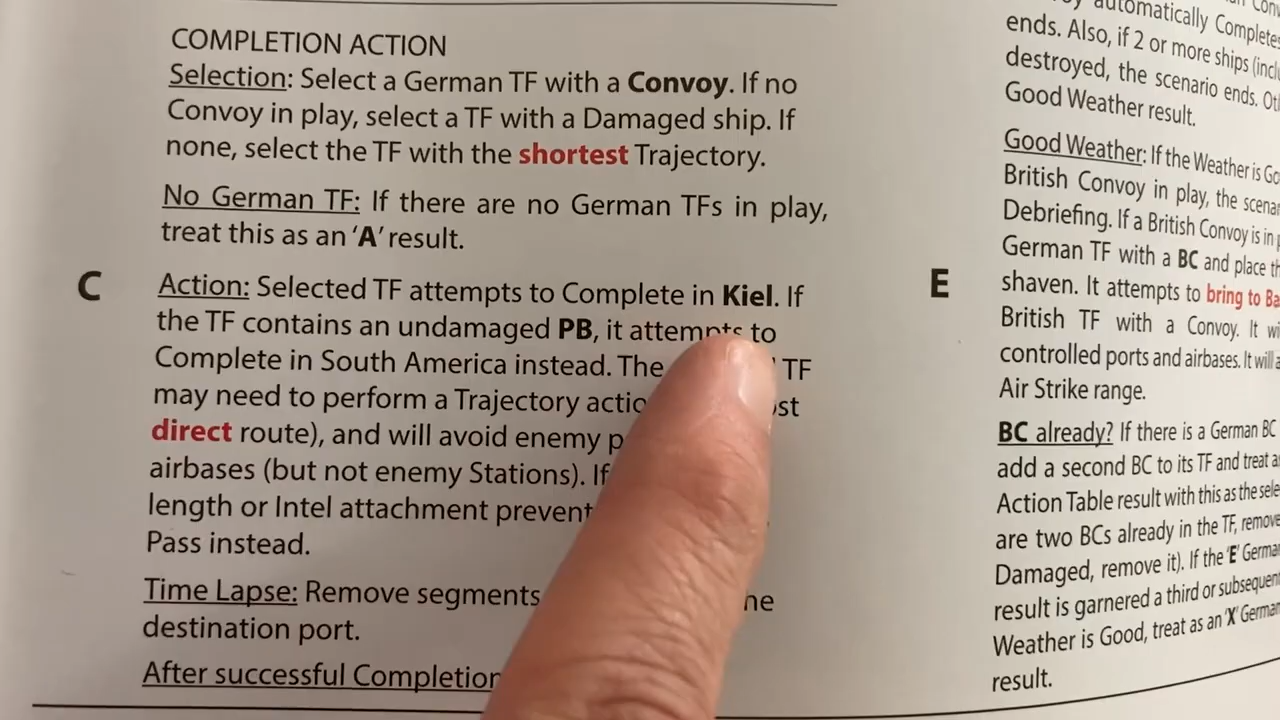 COMPLETION ACTION
Selection: Select a German TF with a Convoy. If no
Convoy in play, select a TF with a Damaged ship. If
none, select the TF with the shortest Trajectory.
No German TF: If there are no German TFs in play,
treat this as an ‘A’ result.
C
Action: Selected TF attempts to Complete in Kiel. If
the TF contains an undamaged PB, it attempts to
Complete in South America instead. The TF
may need to perform a Trajectory
direct route), and will avoid enemy
airbases (but not enemy Stations). If
length or Intel attachment
Pass instead.
Time Lapse: Remove segments
destination port.
After successful
automatically
ends. Also, if 2 or more ships
destroyed, the scenario ends.
Good Weather result.
E
Good Weather: If the Weather is
British Convoy in play, the
Debriefing. If a British Convoy is in
German TF with a BC and place
shaven. It attempts to bring to
British TF with a Convoy. It
controlled ports and airbases. It will
Air Strike range.
BC already? If there is a German BC
add a second BC to its TF and treat
Action Table result with this as the
are two BCs already in the TF,
Damaged, remove it). If the ‘E’
result is garnered a third or
Weather is Good, treat as an ‘X’
result.